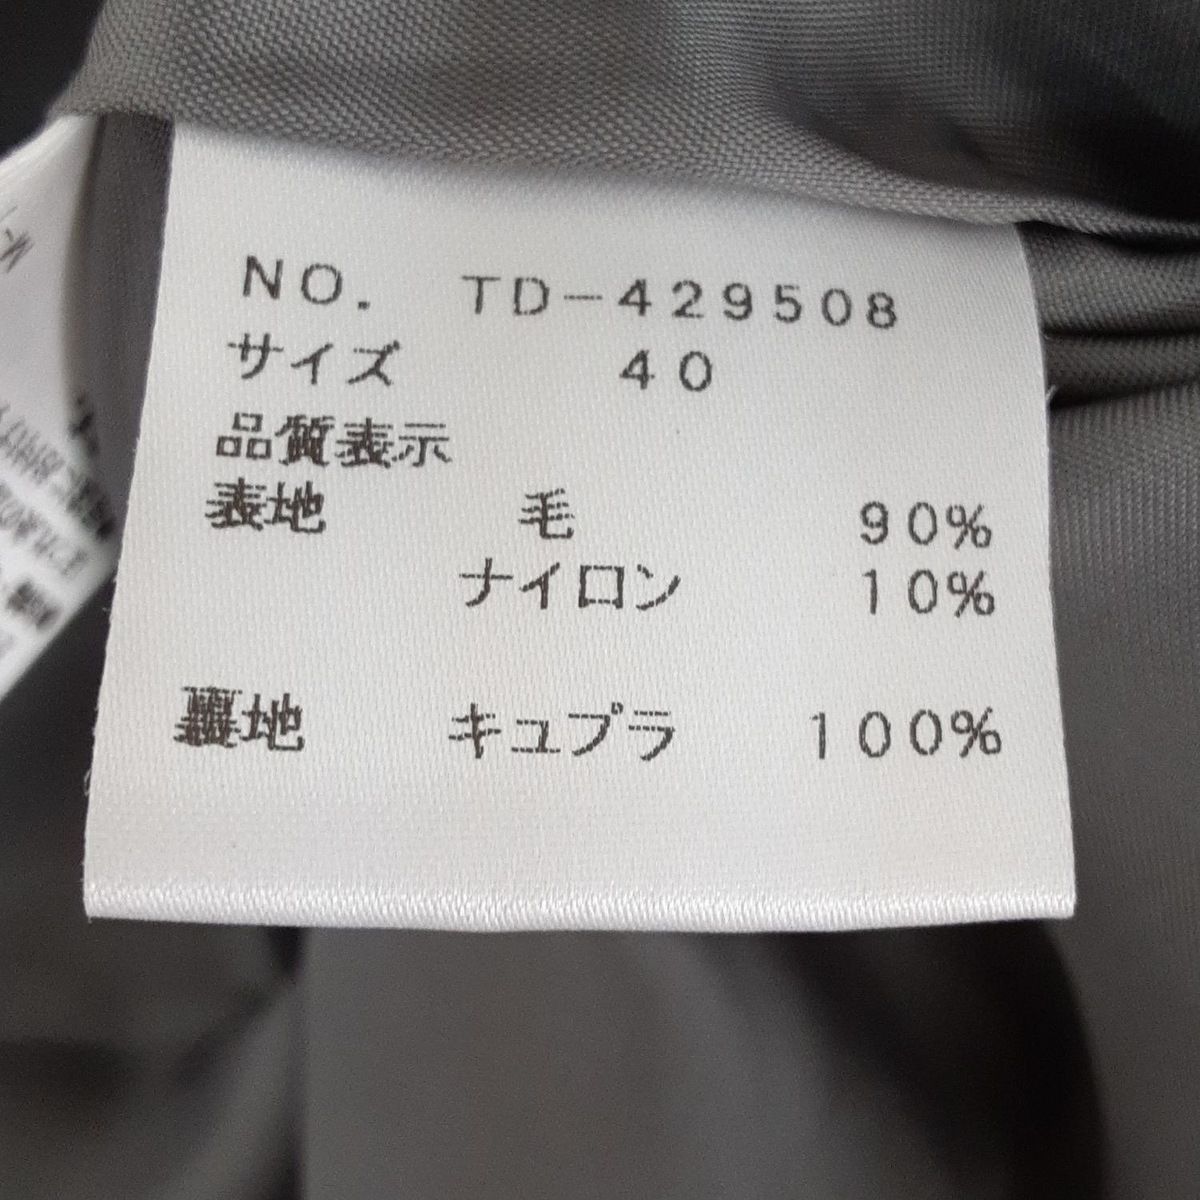 NO. TD-429508
サイズ 40
品質表示
表地 毛 90%
ナイロン 10%
裏地 キュプラ 100%